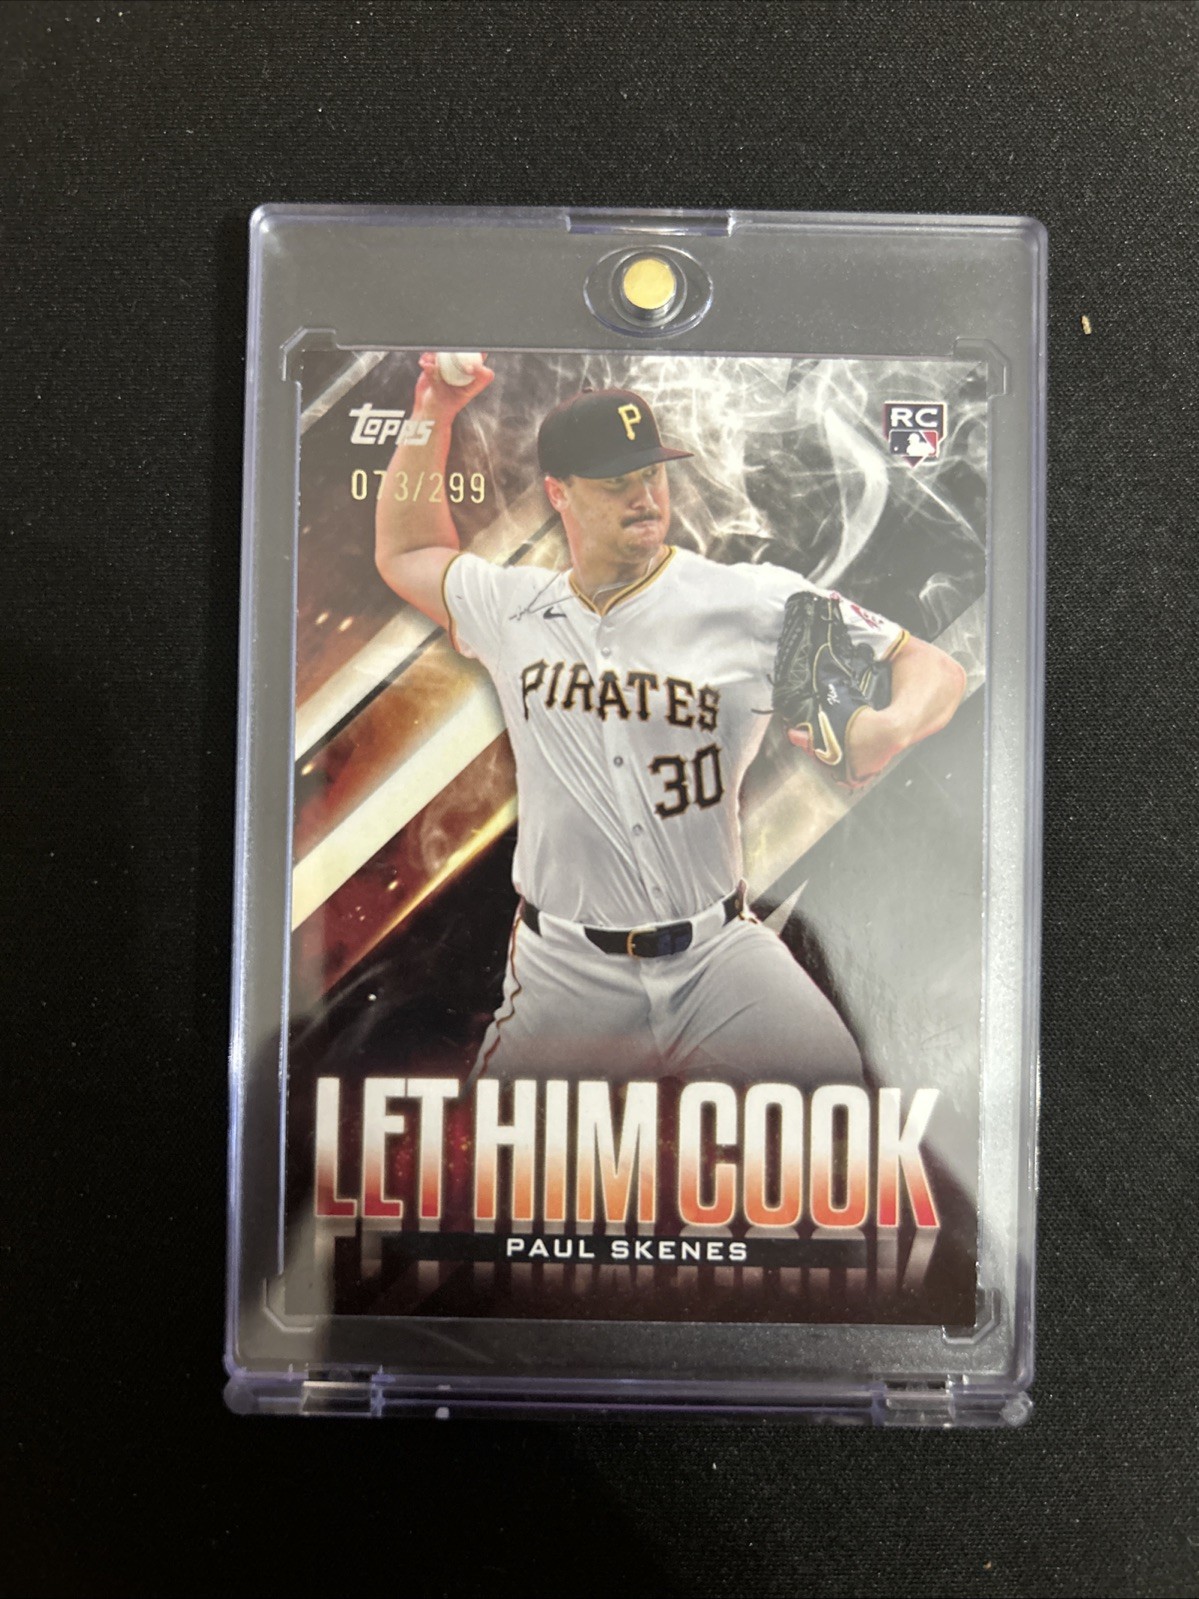 P
Topps
RC
073/299
PIRATES
30
LET HIM COOK
PAUL SKENES